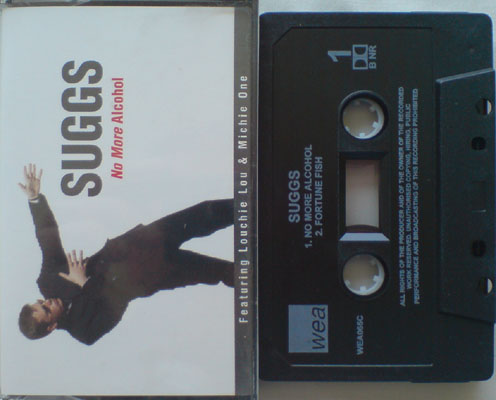 SUGGS
No More Alcohol
Featuring Louchie Lou & Michie One
1
B NR
SUGGS
1. NO MORE ALCOHOL
2. FORTUNE FISH
ALL RIGHTS OF THE PRODUCER AND OF THE OWNER OF THE RECORDED
WORK RESERVED. UNAUTHORISED COPYING, HIRING, PUBLIC
PERFORMANCE AND BROADCASTING OF THIS RECORDING PROHIBITED
wea
WEA065C